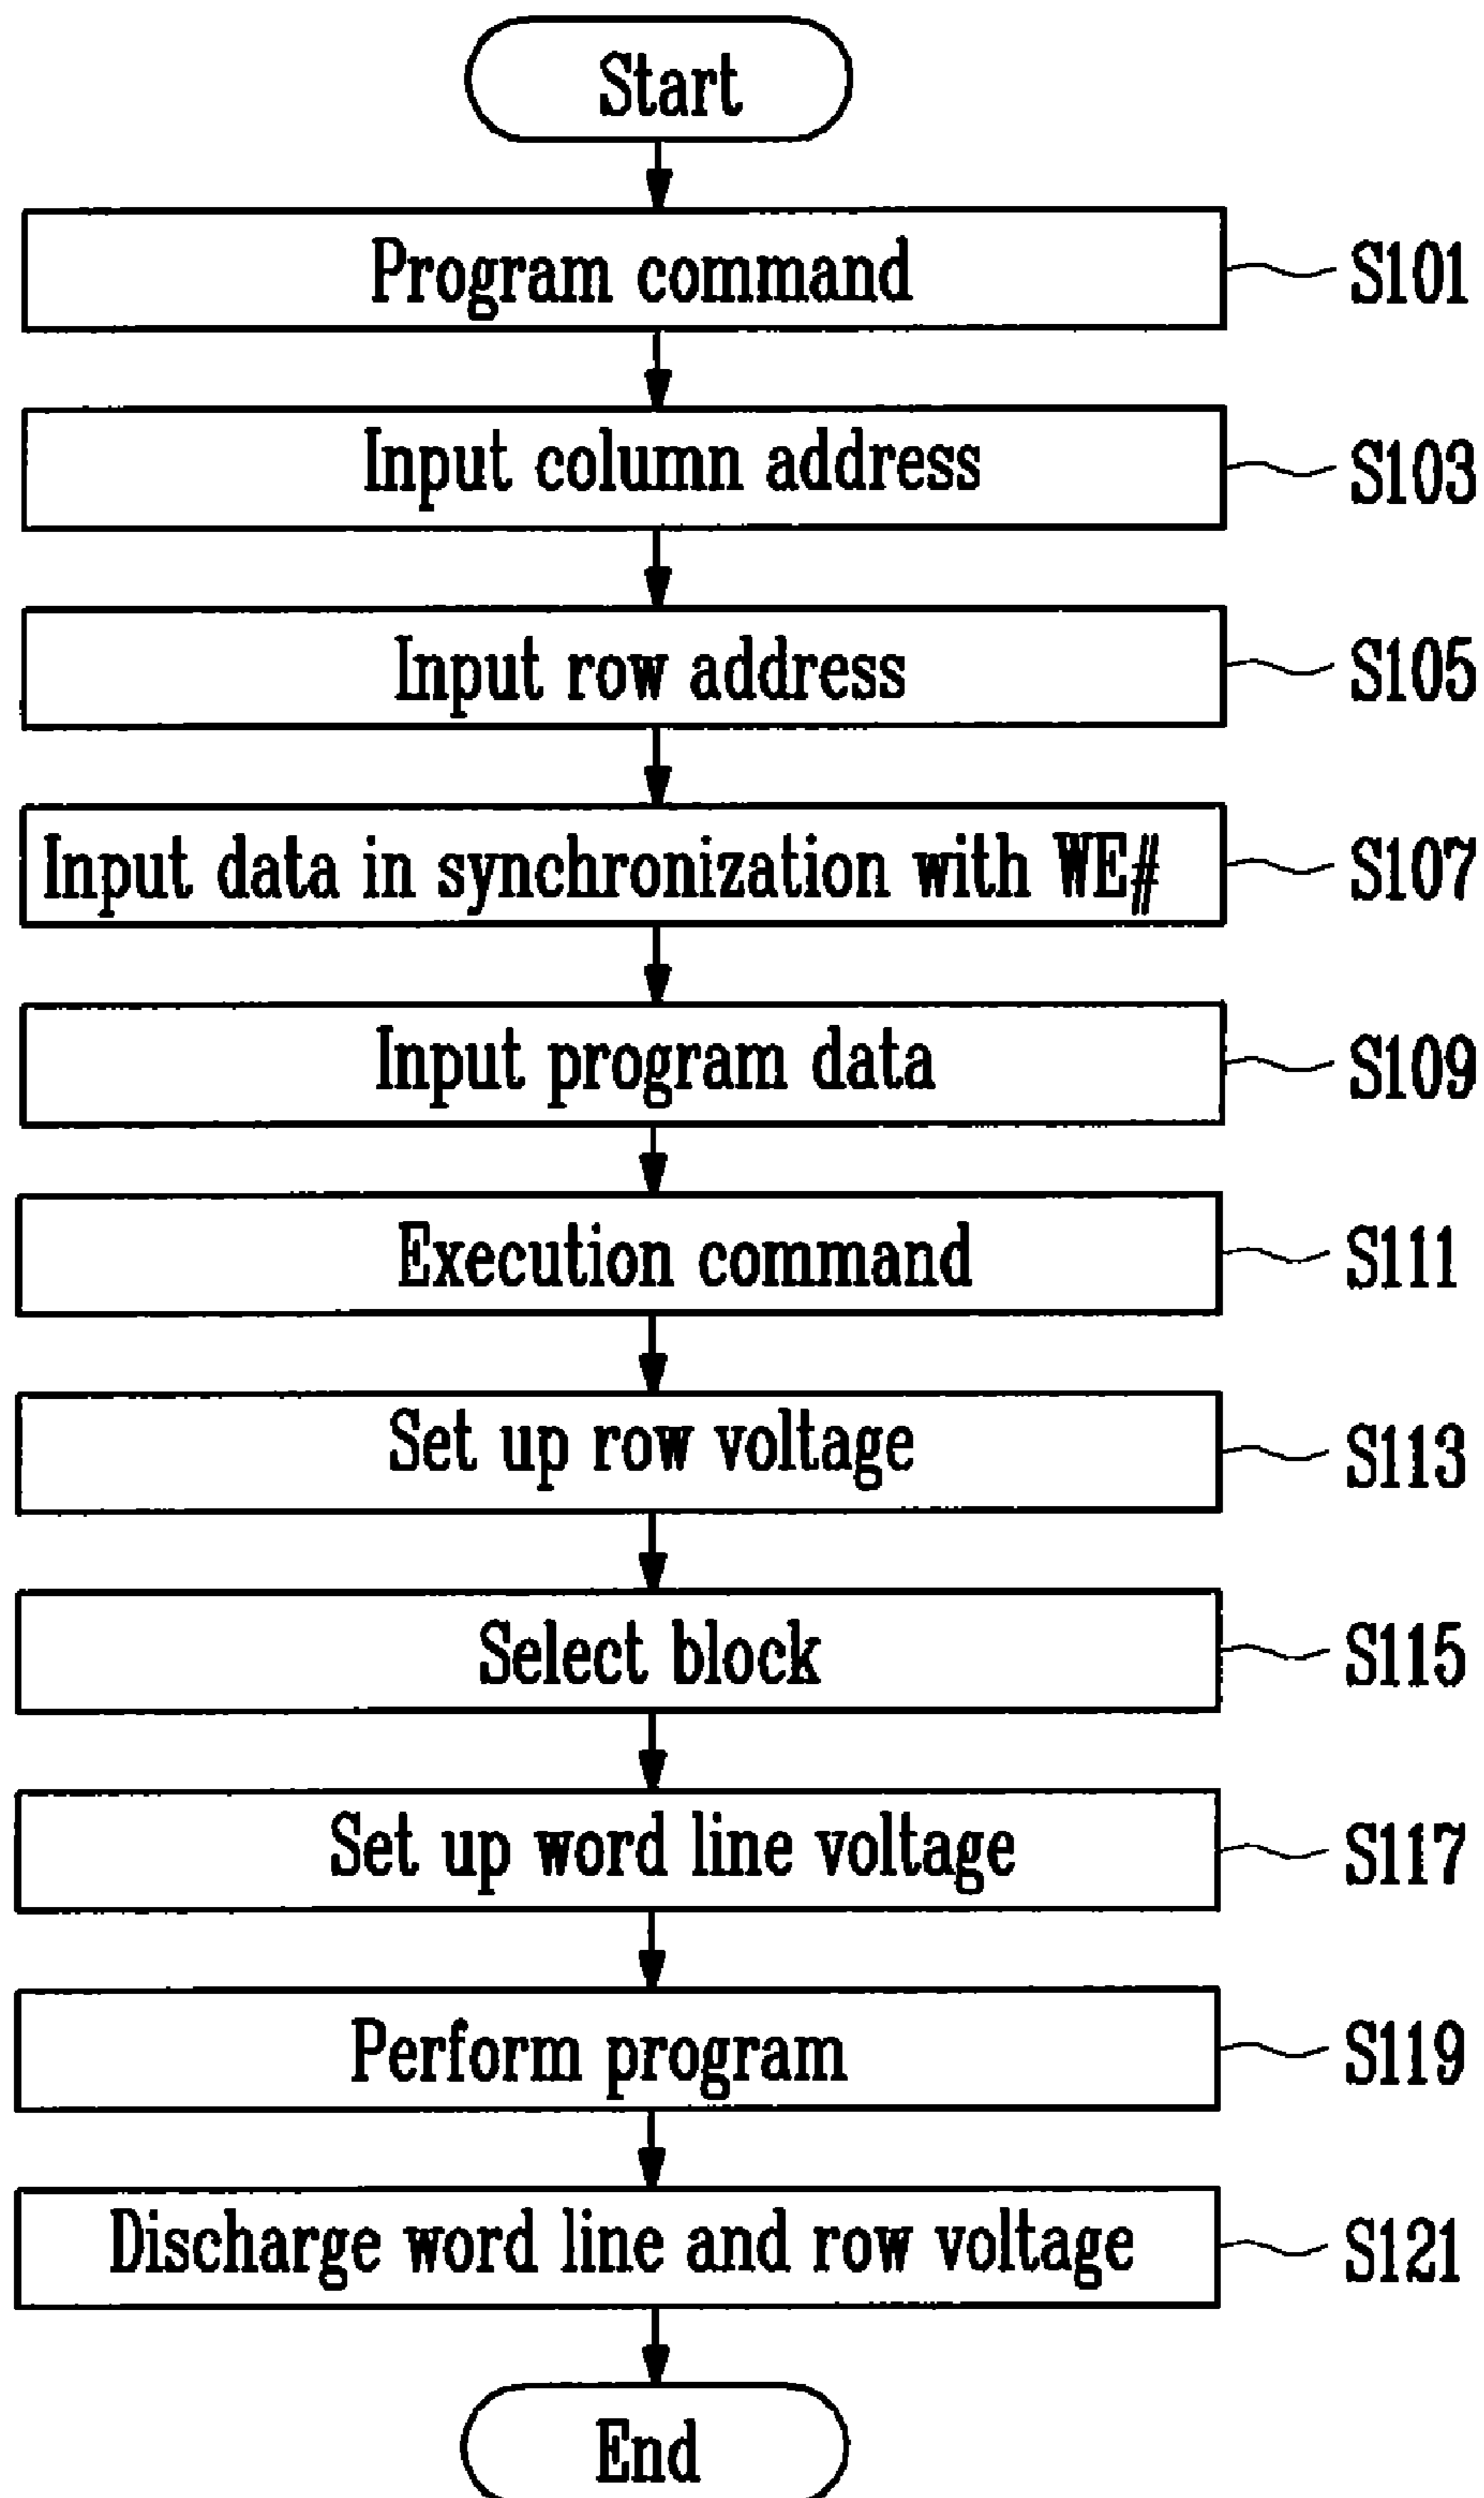 Start
Program command S101
Input column address S103
Input row address S105
Input data in synchronization with WE# S107
Input program data S109
Execution command S111
Set up row voltage S113
Select block S115
Set up word line voltage S117
Perform program S119
Discharge word line and row voltage S121
End